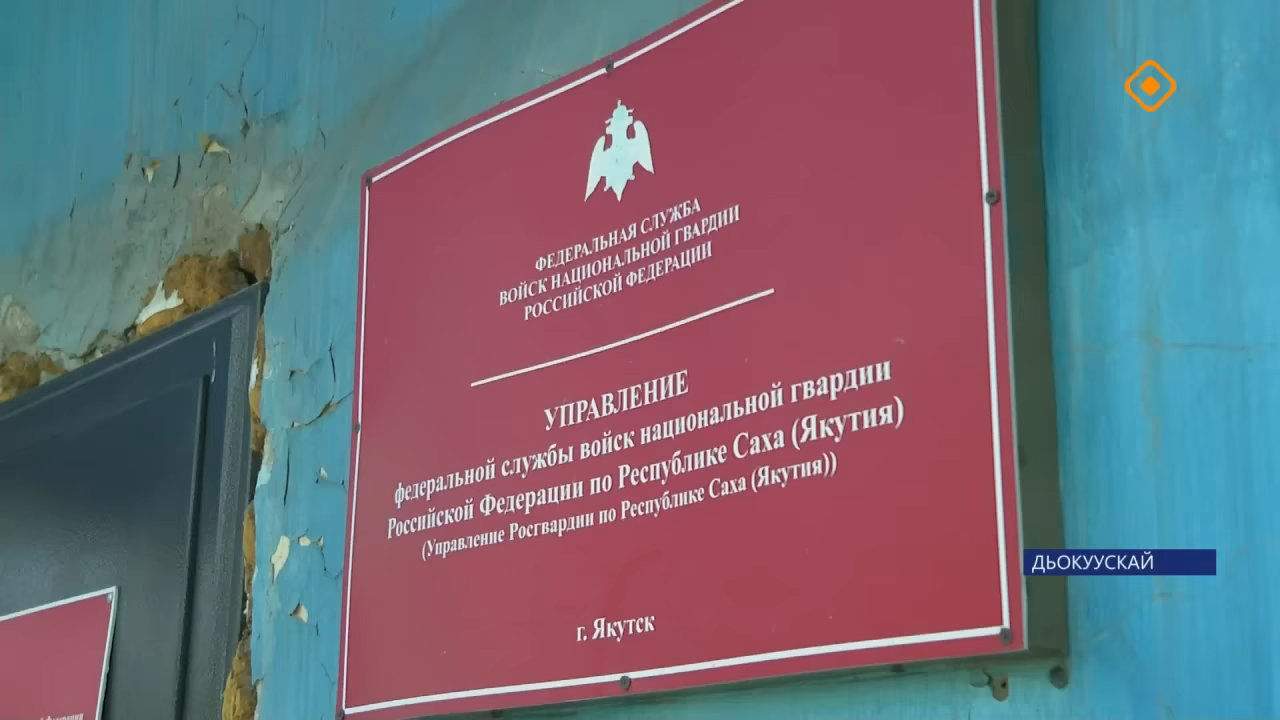 ФЕДЕРАЛЬНАЯ СЛУЖБА
ВОЙСК НАЦИОНАЛЬНОЙ ГВАРДИИ
РОССИЙСКОЙ ФЕДЕРАЦИИ
УПРАВЛЕНИЕ
федеральной службы войск национальной гвардии
Российской Федерации по Республике Саха (Якутия)
(Управление Росгвардии по Республике Саха (Якутия))
г. Якутск
ДЬОКУУСКАЙ